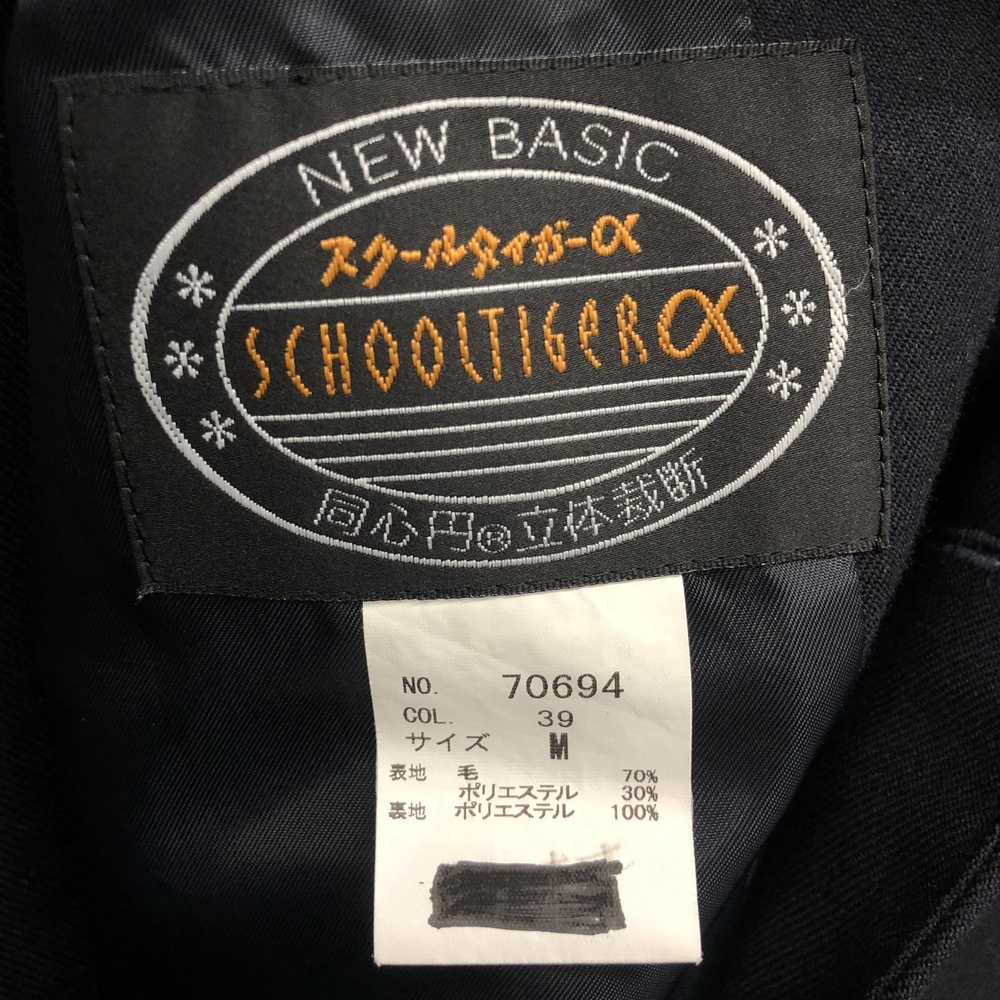 NEW BASIC
スクールタイガーα
SCHOOLTIGERα
同心円®立体裁断
NO. 70694
COL. 39
サイズ M
表地 毛 70%
ポリエステル 30%
裏地 ポリエステル 100%